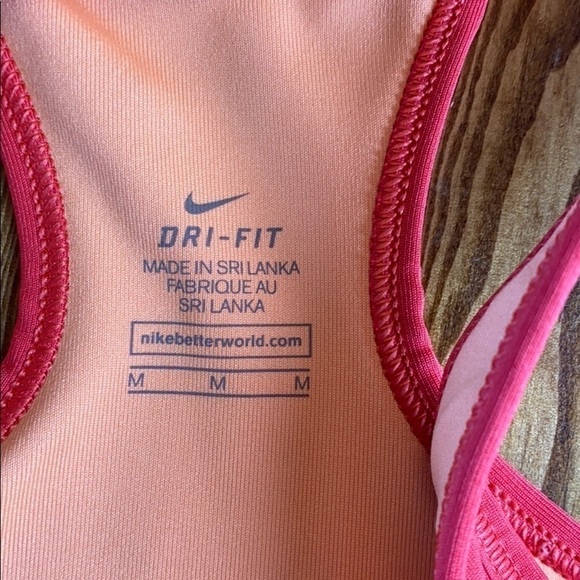 DRI-FIT
MADE IN SRI LANKA
FABRIQUE AU
SRI LANKA
nikebetterworld.com
M M M